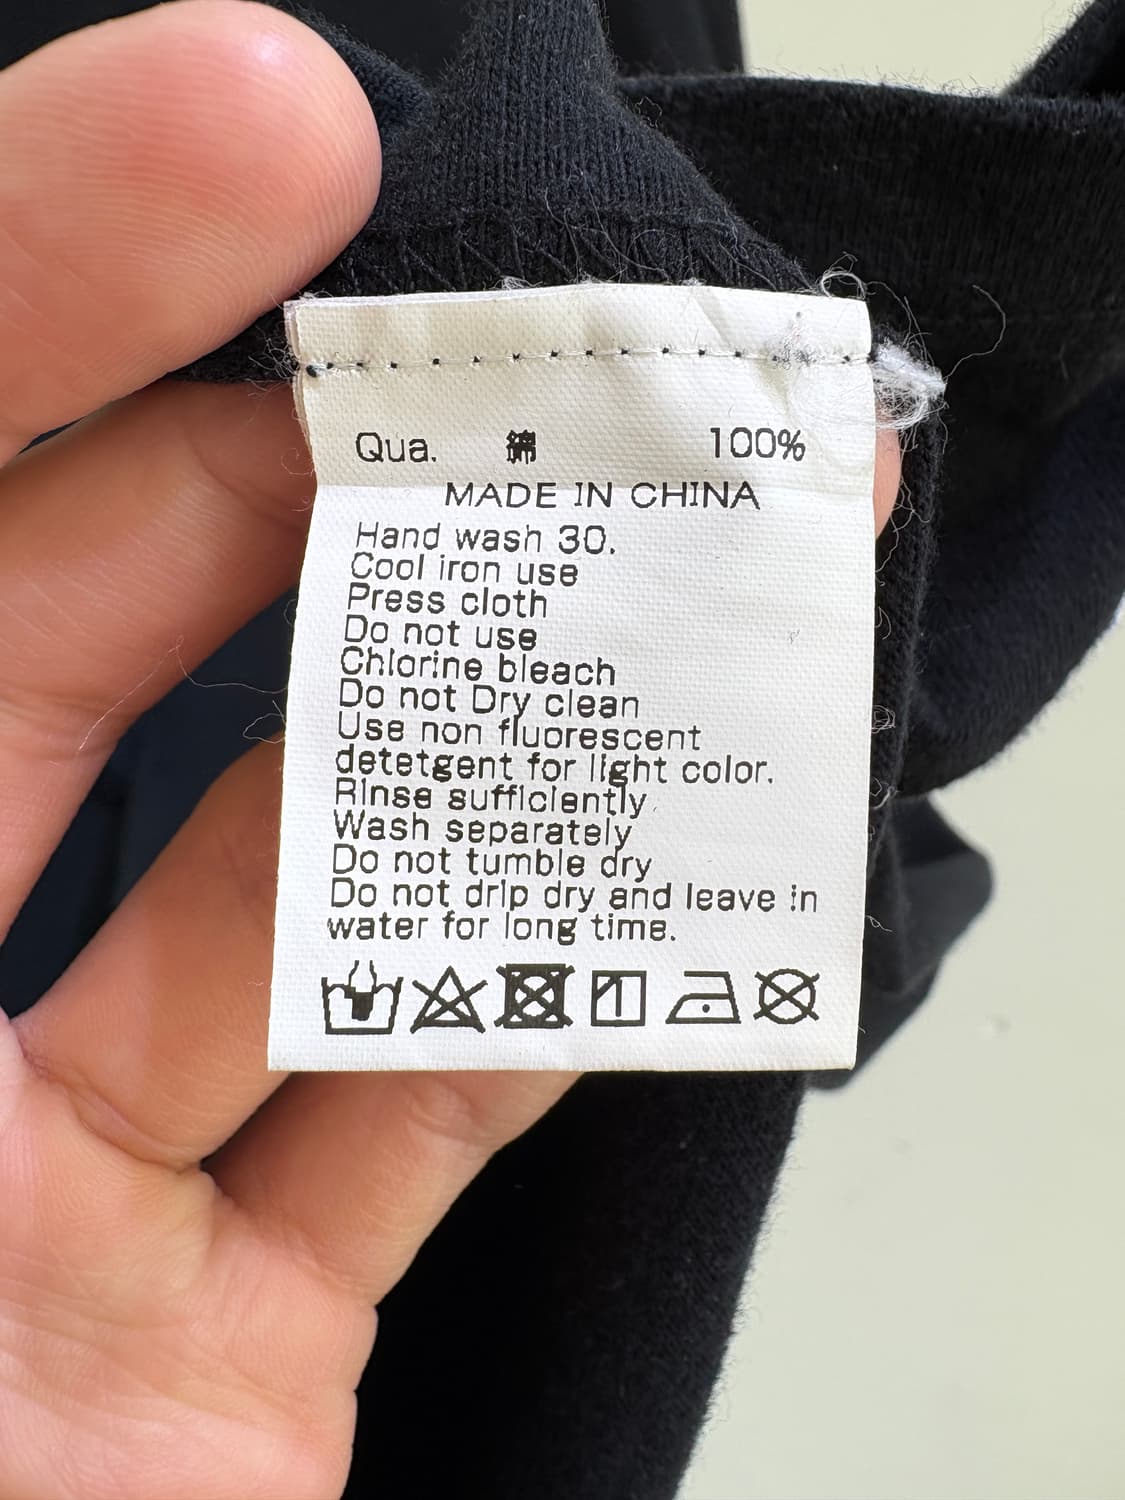 Qua. 綿 100%
MADE IN CHINA
Hand wash 30.
Cool iron use
Press cloth
Do not use
Chlorine bleach
Do not Dry clean
Use non fluorescent
detetgent for light color.
Rinse sufficiently
Wash separately
Do not tumble dry
Do not drip dry and leave in
water for long time.